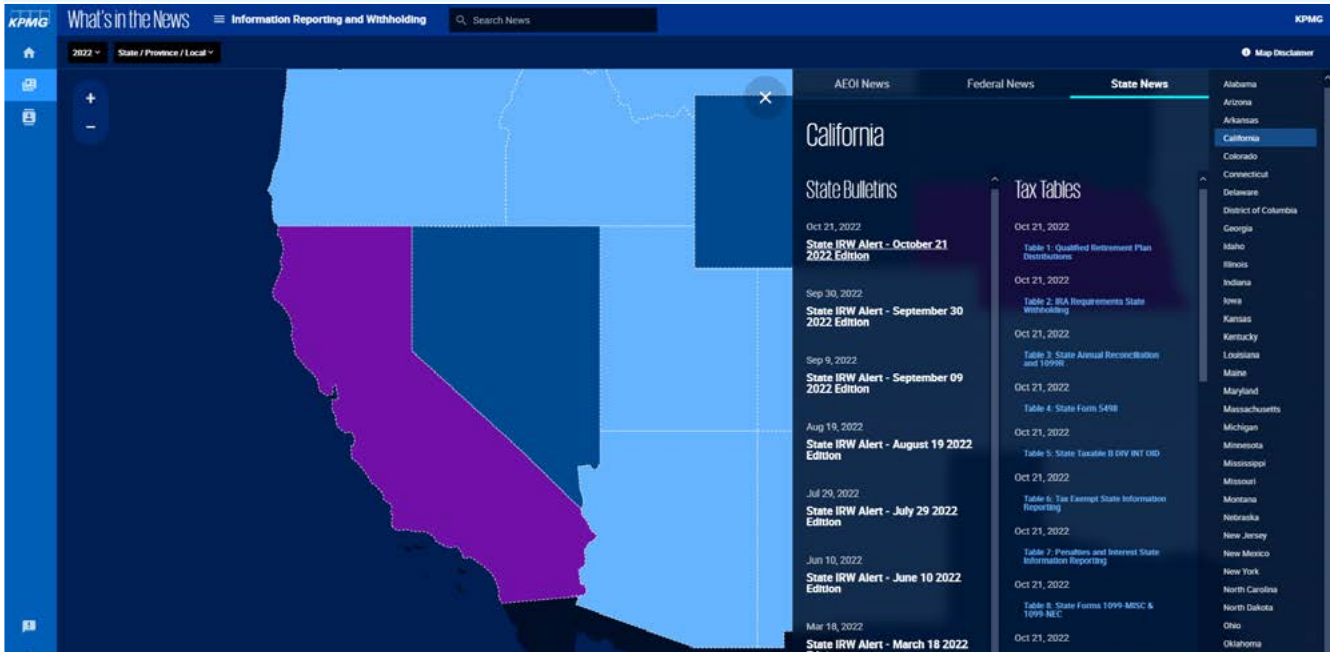 KPMG
What's in the News
Information Reporting and Withholding
Search News
KPMG
2022
State / Province / Local
Map Disclaimer
+
−
AEOI News
Federal News
State News
California
State Bulletins
Oct 21, 2022
State IRW Alert - October 21
2022 Edition
Sep 30, 2022
State IRW Alert - September 30
2022 Edition
Sep 9, 2022
State IRW Alert - September 09
2022 Edition
Aug 19, 2022
State IRW Alert - August 19 2022
Edition
Jul 29, 2022
State IRW Alert - July 29 2022
Edition
Jun 10, 2022
State IRW Alert - June 10 2022
Edition
Mar 18, 2022
State IRW Alert - March 18 2022
Tax Tables
Oct 21, 2022
Table 1: Qualified Retirement Plan
Distributions
Oct 21, 2022
Table 2: IRA Requirements State
Withholding
Oct 21, 2022
Table 3: State Annual Reconciliation
and 1099R
Oct 21, 2022
Table 4: State Form 5498
Oct 21, 2022
Table 5: State Taxable B DIV INT OID
Oct 21, 2022
Table 6: Tax Exempt State Information
Reporting
Oct 21, 2022
Table 7: Penalties and Interest State
Information Reporting
Oct 21, 2022
Table 8: State Forms 1099-MISC &
1099-NEC
Oct 21, 2022
Alabama
Arizona
Arkansas
California
Colorado
Connecticut
Delaware
District of Columbia
Georgia
Idaho
Illinois
Indiana
Iowa
Kansas
Kentucky
Louisiana
Maine
Maryland
Massachusetts
Michigan
Minnesota
Mississippi
Missouri
Montana
Nebraska
New Jersey
New Mexico
New York
North Carolina
North Dakota
Ohio
Oklahoma